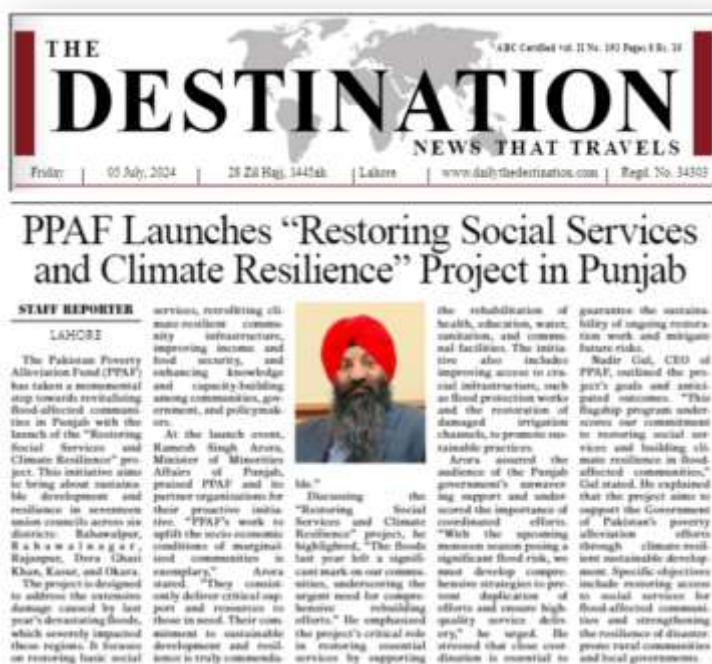 THE
DESTINATION
NEWS THAT TRAVELS
ABC Certified vol. II No. 193 Pages 8 Rs. 
Friday 05 July, 2024 28 Zil Hajj, 1445ah Lahore www.dailythedestination.com Regd. No. 34303
PPAF Launches “Restoring Social Services
and Climate Resilience” Project in Punjab
STAFF REPORTER
LAHORE
The Pakistan Poverty
Alleviation Fund (PPAF)
has taken a monumental
step towards revitalizing
flood-affected communi-
ties in Punjab with the
launch of the “Restoring
Social Services and
Climate Resilience” pro-
ject. This initiative aims
to bring about sustaina-
ble development and
resilience in seventeen
union councils across six
districts: Bahawalpur,
Bahawalnagar,
Rajanpur, Dera Ghazi
Khan, Kasur, and Okara.
The project is designed
to address the extensive
damage caused by last
year's devastating floods,
which severely impacted
these regions. It focuses
on restoring basic social
services, retrofitting cli-
mate-resilient commu-
nity infrastructure,
improving income and
food security, and
enhancing knowledge
and capacity-building
among communities, gov-
ernment, and policymak-
ers.
At the launch event,
Ramesh Singh Arora,
Minister of Minorities
Affairs of Punjab,
praised PPAF and its
partner organizations for
their proactive initia-
tive. “PPAF's work to
uplift the socio economic
conditions of marginal-
ised communities is
exemplary,” Arora
stated. “They consist-
ently deliver critical sup-
port and resources to
those in need. Their com-
mitment to sustainable
development and resil-
ience is truly commenda-
ble.”
Discussing the
“Restoring Social
Services and Climate
Resilience” project, he
highlighted, “The floods
last year left a signifi-
cant mark on our commu-
nities, underscoring the
urgent need for compre-
hensive rebuilding
efforts.” He emphasized
the project's critical role
in restoring essential
services by supporting
the rehabilitation of
health, education, water,
sanitation, and commu-
nal facilities. The initia-
tive also includes
improving access to cru-
cial infrastructure, such
as flood protection works
and the restoration of
damaged irrigation
channels, to promote sus-
tainable practices.
Arora assured the
audience of the Punjab
government's unwaver-
ing support and under-
scored the importance of
coordinated efforts.
“With the upcoming
monsoon season posing a
significant flood risk, we
must develop compre-
hensive strategies to pre-
vent duplication of
efforts and ensure high-
quality service deliv-
ery,” he urged. He
stressed that close coor-
dination is essential to
guarantee the sustaina-
bility of ongoing restora-
tion work and mitigate
future risks.
Nadir Gul, CEO of
PPAF, outlined the pro-
ject's goals and antici-
pated outcomes. “This
flagship program under-
scores our commitment
to restoring social ser-
vices and building cli-
mate resilience in flood-
affected communities,”
Gul stated. He explained
that the project aims to
support the Government
of Pakistan's poverty
alleviation efforts
through climate-resil-
ient sustainable develop-
ment. Specific objectives
include restoring access
to social services for
flood-affected communi-
ties and strengthening
the resilience of disaster-
prone rural communities
and local governments.